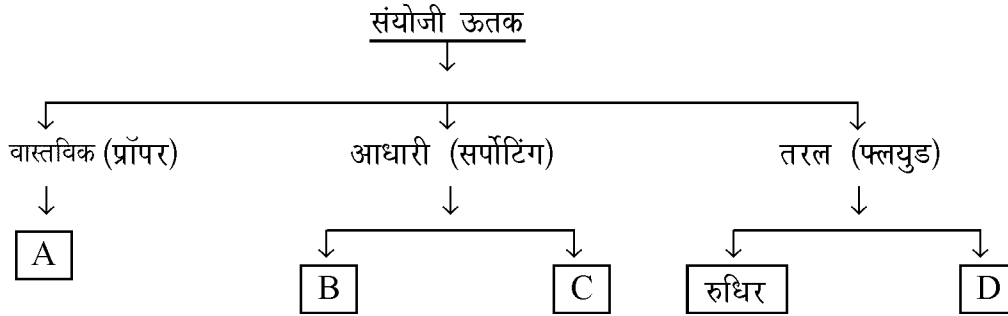 संयोजी ऊतक
वास्तविक (प्रॉपर) आधारी (सर्पोटिंग) तरल (फ्लयुड)
A
B C रुधिर D